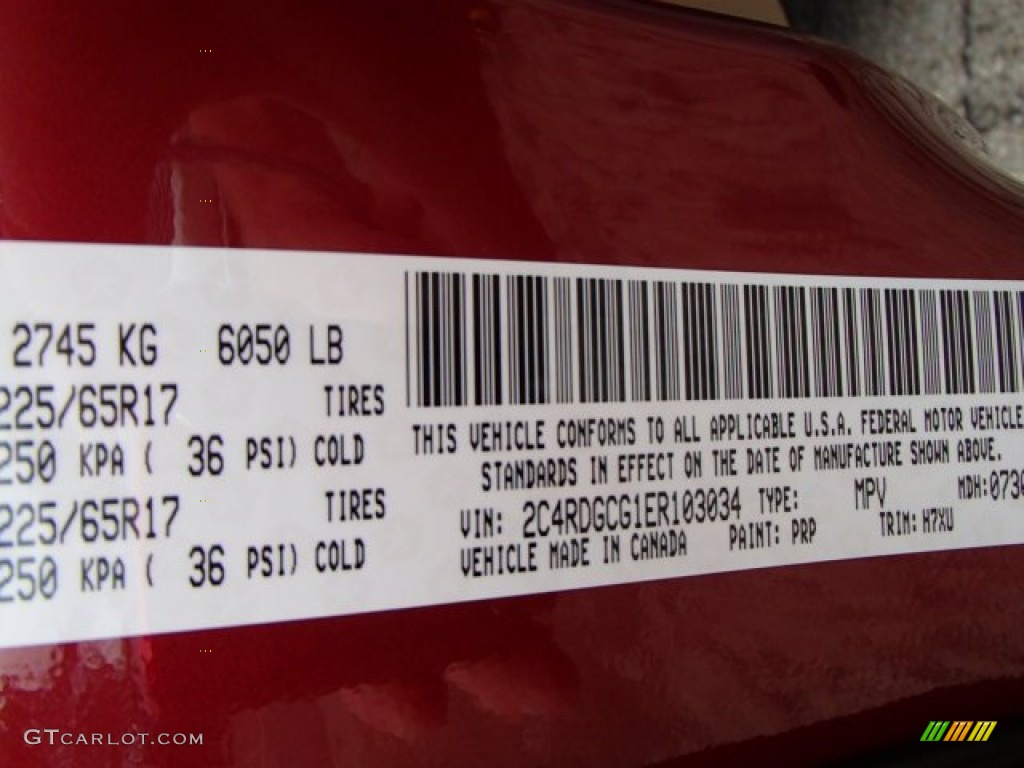 2745 KG 6050 LB
225/65R17 TIRES
250 KPA ( 36 PSI) COLD
225/65R17 TIRES
250 KPA ( 36 PSI) COLD
THIS VEHICLE CONFORMS TO ALL APPLICABLE U.S.A. FEDERAL MOTOR VEHICLE
STANDARDS IN EFFECT ON THE DATE OF MANUFACTURE SHOWN ABOVE.
VIN: 2C4RDGCG1ER103034 TYPE: MPV MDH:
VEHICLE MADE IN CANADA PAINT: PRP TRIM: H7XU
GTCARLOT.COM